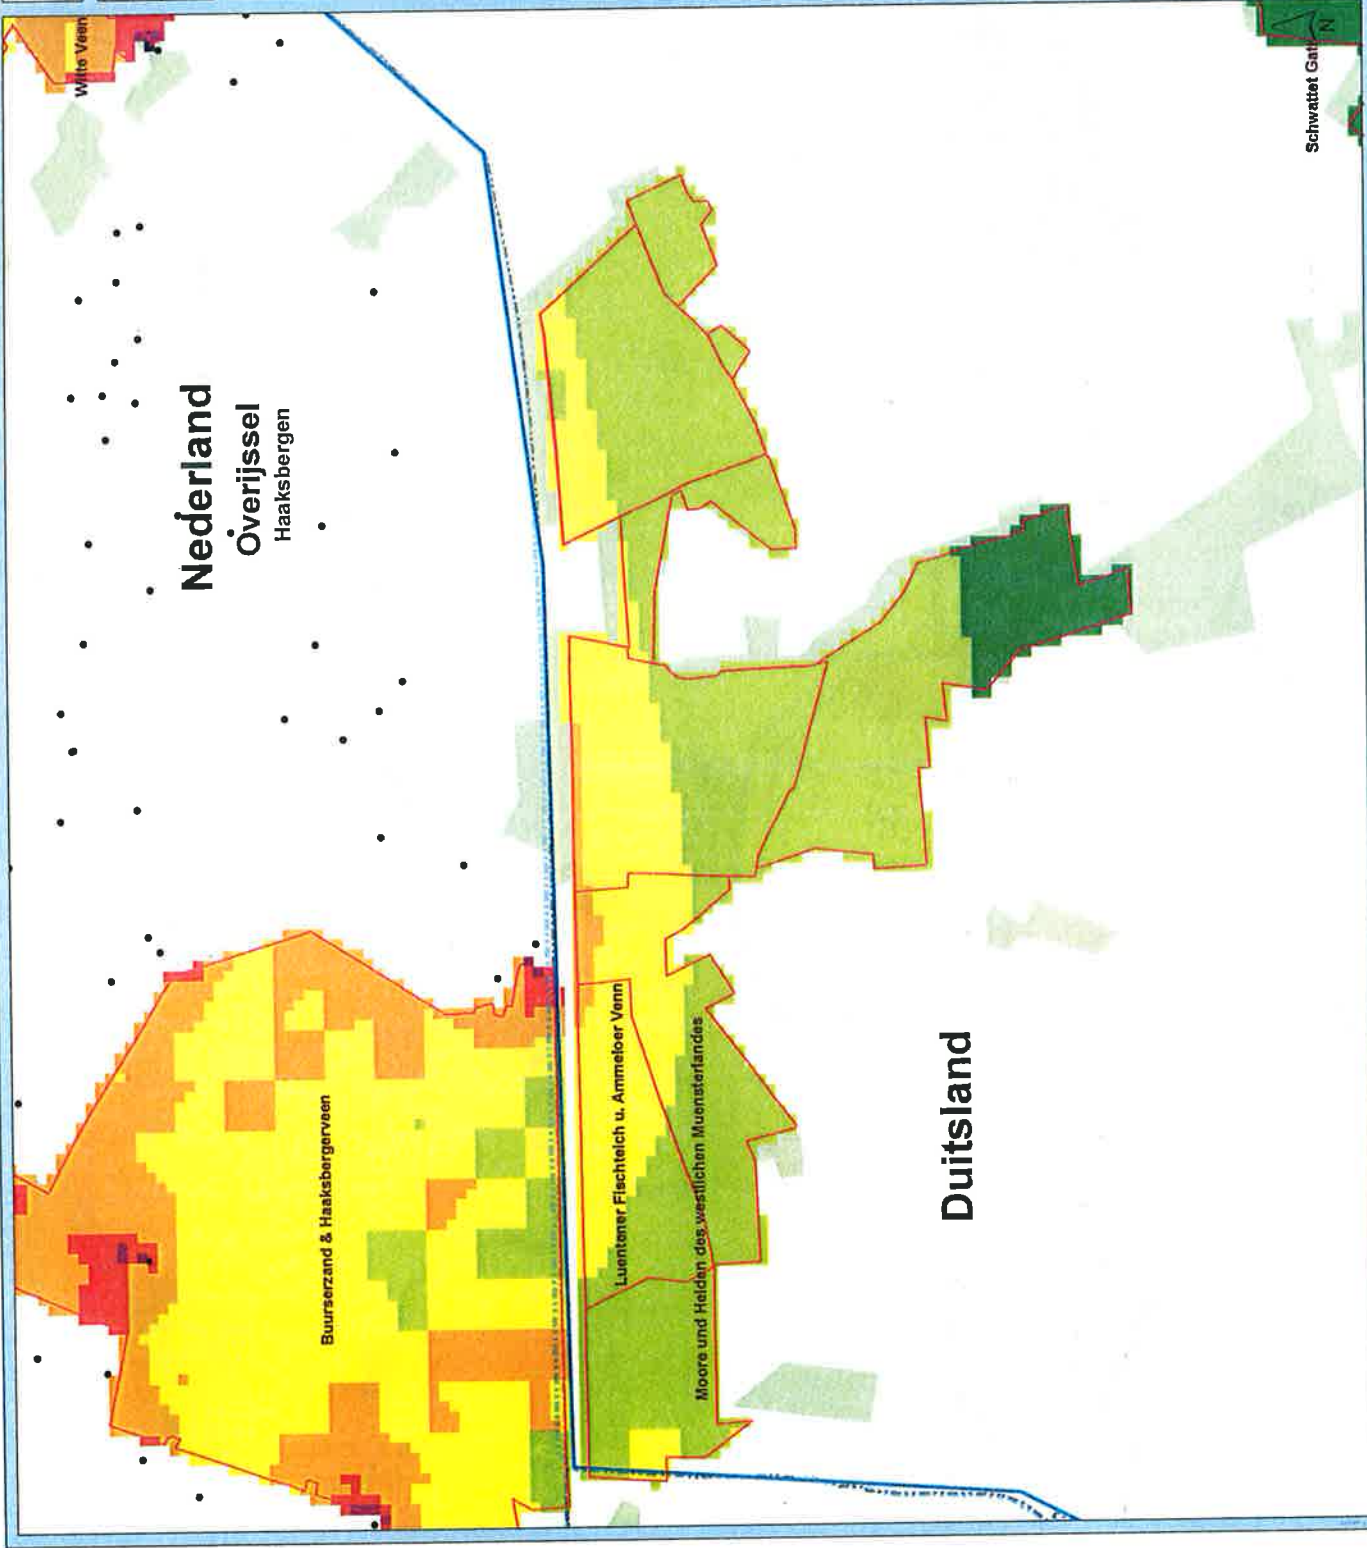 Witte Veen
Nederland
Overijssel
Haaksbergen
Buurserzand & Haaksbergerveen
Luentener Fischteich u. Ammeloer Venn
Moore und Heiden des westlichen Muensterlandes
Duitsland
Schwattet Gatt
N